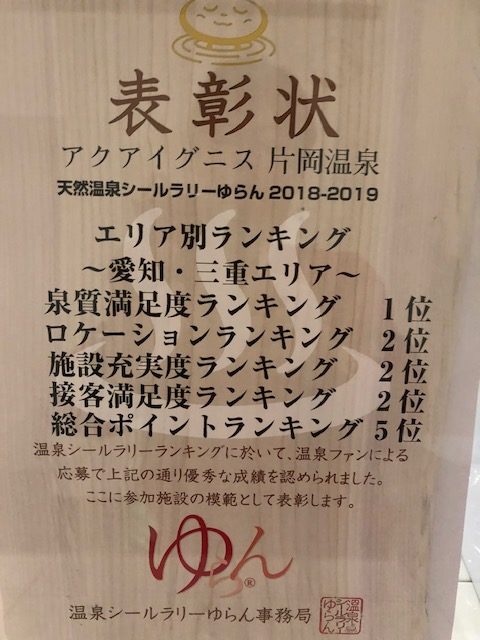 表彰状
アクアイグニス 片岡温泉
天然温泉シールラリーゆらん 2018-2019
エリア別ランキング
～愛知・三重エリア～
泉質満足度ランキング 1位
ロケーションランキング 2位
施設充実度ランキング 2位
接客満足度ランキング 2位
総合ポイントランキング 5位
温泉シールラリーランキングに於いて、温泉ファンによる
応募で上記の通り優秀な成績を認められました。
ここに参加施設の模範として表彰します。
ゆらん®
温泉シールラリーゆらん事務局